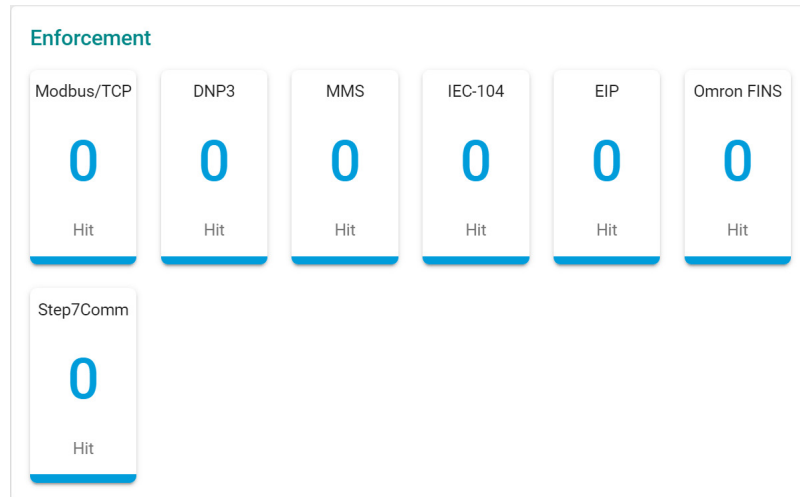 Enforcement
Modbus/TCP DNP3 MMS IEC-104 EIP Omron FINS
0 0 0 0 0 0
Hit Hit Hit Hit Hit Hit
Step7Comm
0
Hit